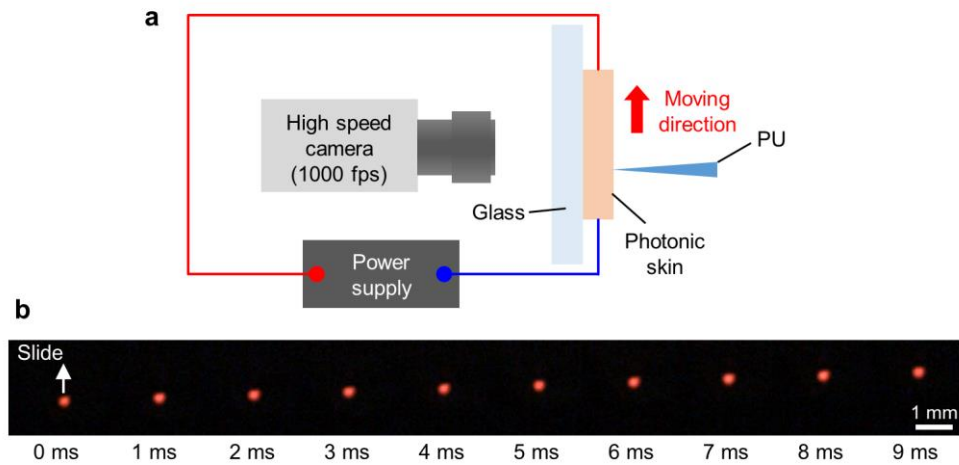 a
High speed
camera
(1000 fps)
Moving
direction
PU
Glass
Photonic
skin
Power
supply
b
Slide
1 mm
0 ms 1 ms 2 ms 3 ms 4 ms 5 ms 6 ms 7 ms 8 ms 9 ms